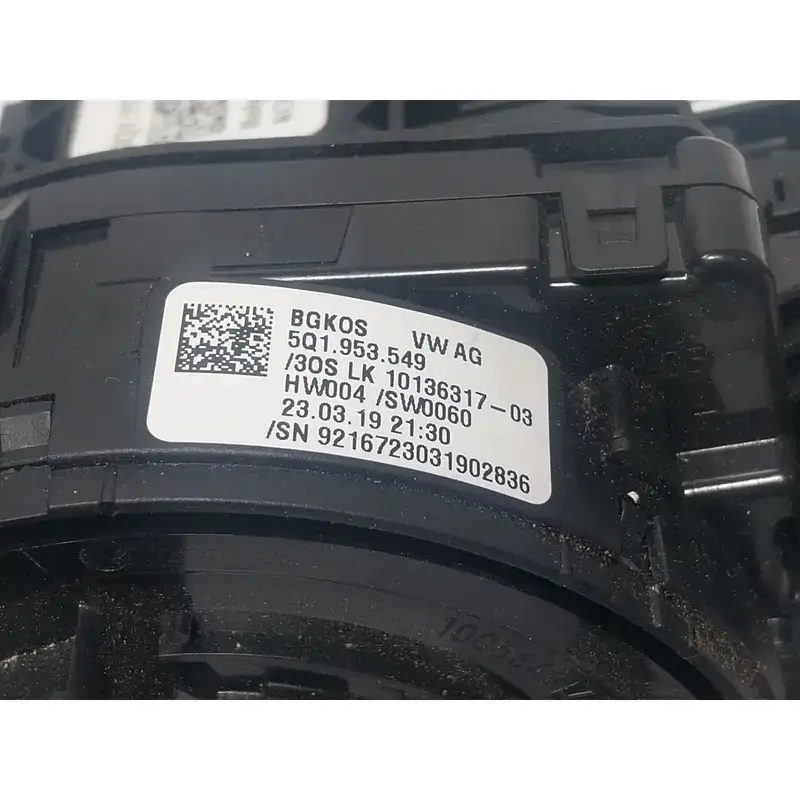 BGKOS VW AG
5Q1.953.549
/3OS LK 10136317-03
HW004 /SW0060
23.03.19 21:30
/SN 9216723031902836